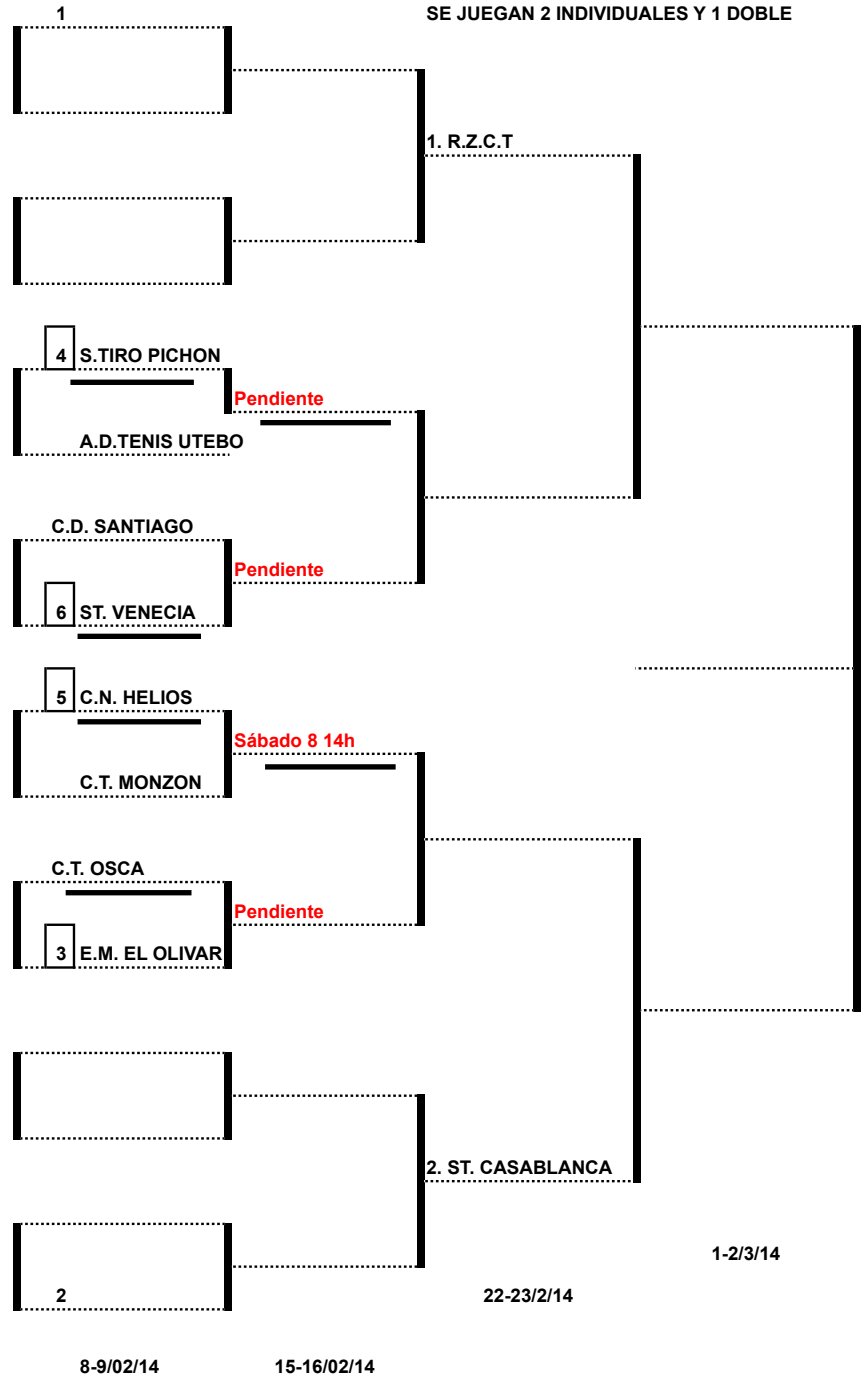 1
SE JUEGAN 2 INDIVIDUALES Y 1 DOBLE
1. R.Z.C.T
4 S.TIRO PICHON
Pendiente
A.D.TENIS UTEBO
C.D. SANTIAGO
Pendiente
6 ST. VENECIA
5 C.N. HELIOS
Sábado 8 14h
C.T. MONZON
C.T. OSCA
Pendiente
3 E.M. EL OLIVAR
2. ST. CASABLANCA
1-2/3/14
2
22-23/2/14
8-9/02/14
15-16/02/14